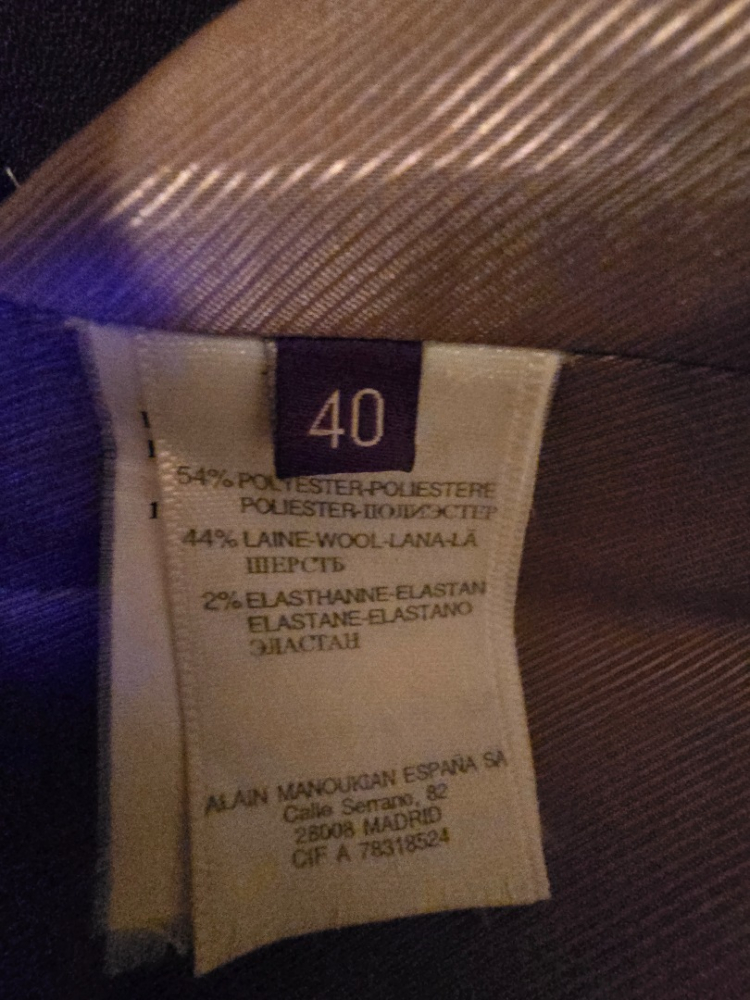 40
54% POLYESTER-POLIESTERE
POLIESTER-ПОЛИЭСТЕР
44% LAINE-WOOL-LANA-LÄ
ШЕРСТЬ
2% ELASTHANNE-ELASTAN
ELASTANE-ELASTANO
ЭЛАСТАН
ALAIN MANOUKIAN ESPAÑA SA
Calle Serrano, 82
28008 MADRID
CIF A 78318524